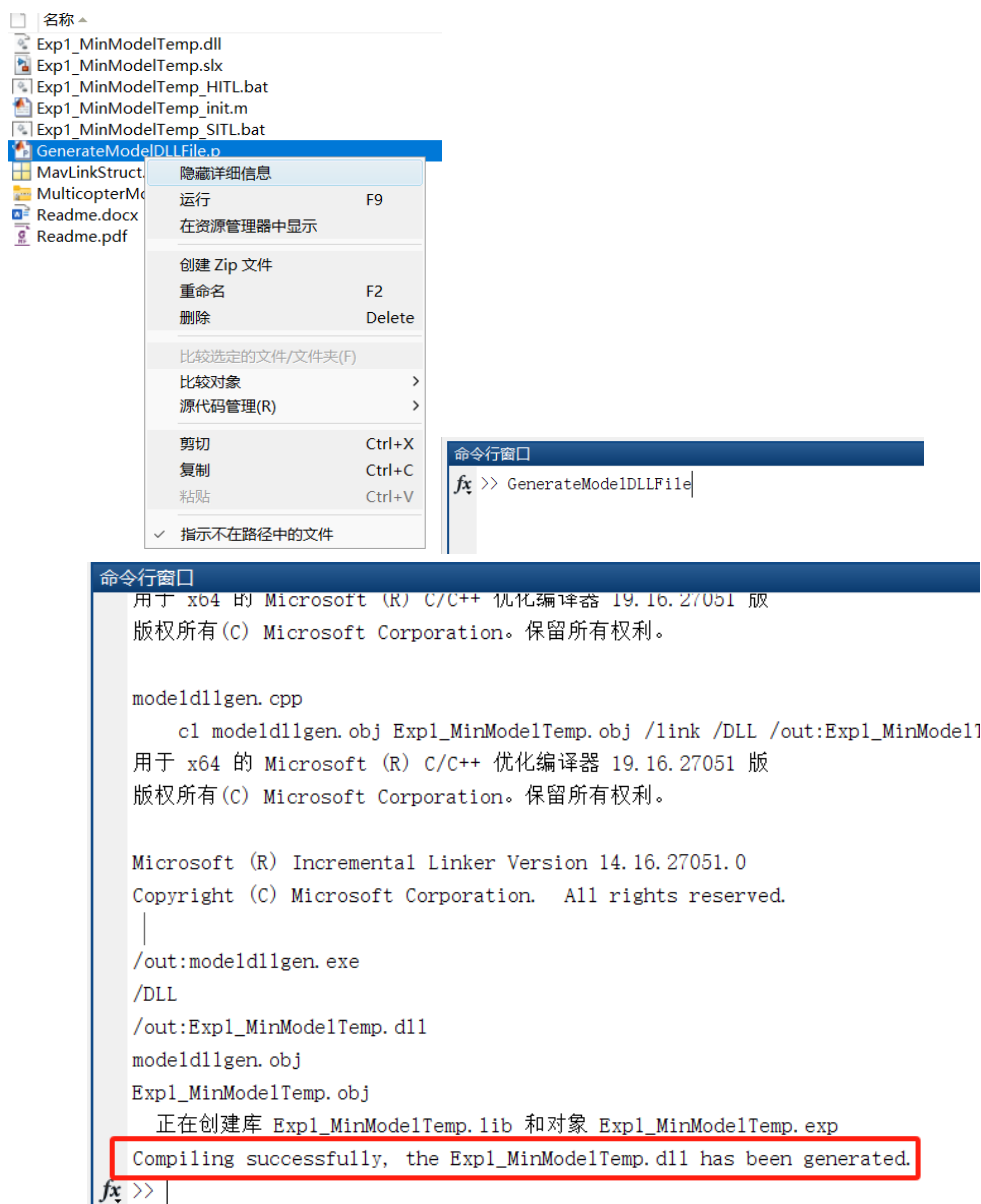 名称
Exp1_MinModelTemp.dll
Exp1_MinModelTemp.slx
Exp1_MinModelTemp_HITL.bat
Exp1_MinModelTemp_init.m
Exp1_MinModelTemp_SITL.bat
GenerateModelDLLFile.p
MavLinkStruct.
MulticopterMo
Readme.docx
Readme.pdf
隐藏详细信息
运行 F9
在资源管理器中显示
创建 Zip 文件
重命名 F2
删除 Delete
比较选定的文件/文件夹(F)
比较对象
源代码管理(R)
剪切 Ctrl+X
复制 Ctrl+C
粘贴 Ctrl+V
指示不在路径中的文件
命令行窗口
fx >> GenerateModelDLLFile
命令行窗口
用于 x64 的 Microsoft (R) C/C++ 优化编译器 19.16.27051 版
版权所有(C) Microsoft Corporation。保留所有权利。
modeldllgen.cpp
cl modeldllgen.obj Exp1_MinModelTemp.obj /link /DLL /out:Exp1_MinModelT
用于 x64 的 Microsoft (R) C/C++ 优化编译器 19.16.27051 版
版权所有(C) Microsoft Corporation。保留所有权利。
Microsoft (R) Incremental Linker Version 14.16.27051.0
Copyright (C) Microsoft Corporation.  All rights reserved.
/out:modeldllgen.exe
/DLL
/out:Exp1_MinModelTemp.dll
modeldllgen.obj
Exp1_MinModelTemp.obj
正在创建库 Exp1_MinModelTemp.lib 和对象 Exp1_MinModelTemp.exp
Compiling successfully, the Exp1_MinModelTemp.dll has been generated.
fx >>